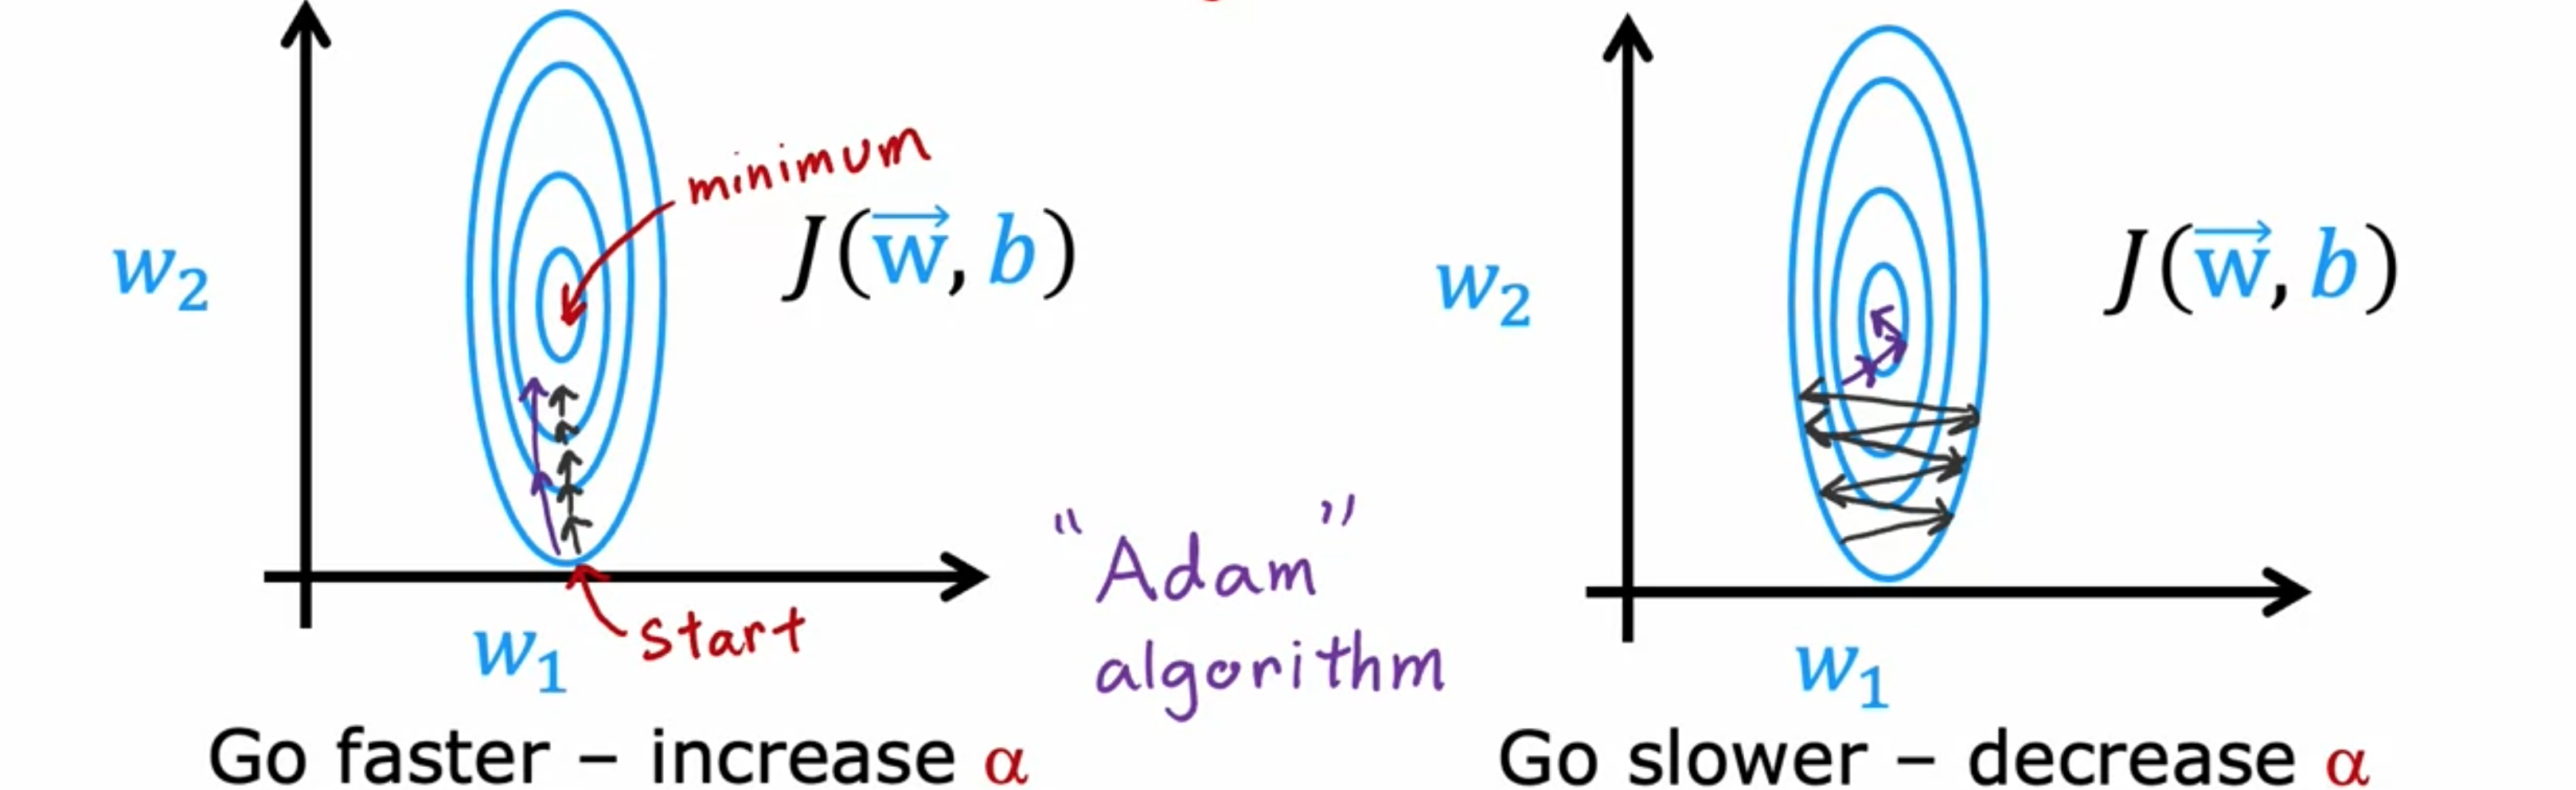 minimum
w₂
J(w⃗, b)
w₁
start
Go faster – increase α
"Adam"
algorithm
w₂
J(w⃗, b)
w₁
Go slower – decrease α